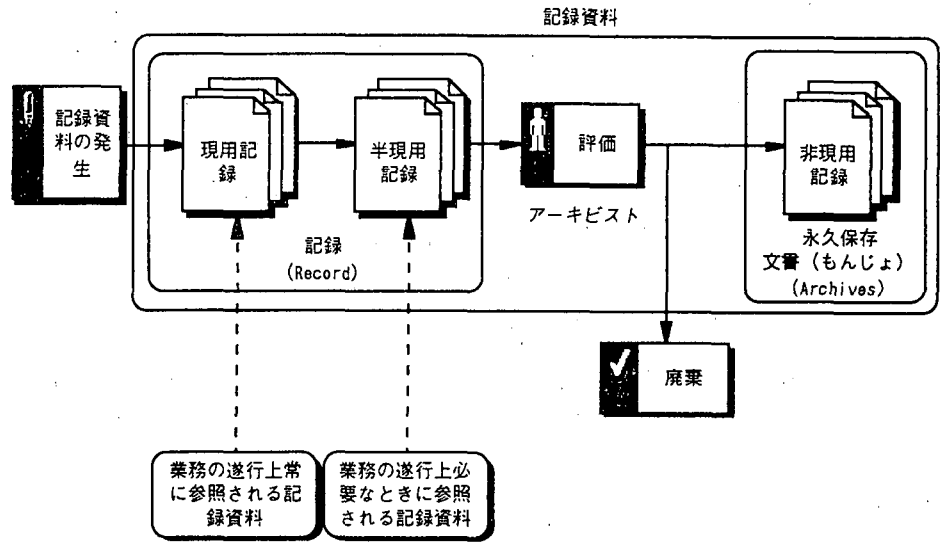 記録資料
記録資
料の発
生
現用記
録
半現用
記録
評価
アーキビスト
非現用
記録
記録
(Record)
永久保存
文書（もんじょ）
(Archives)
廃棄
業務の遂行上常
に参照される記
録資料
業務の遂行上必
要なときに参照
される記録資料